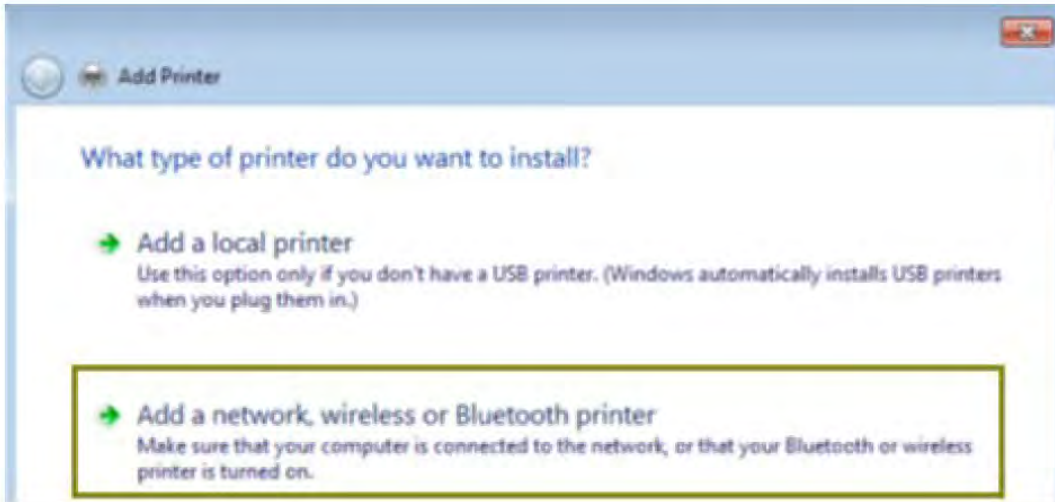 Add Printer
What type of printer do you want to install?
Add a local printer
Use this option only if you don't have a USB printer. (Windows automatically installs USB printers
when you plug them in.)
Add a network, wireless or Bluetooth printer
Make sure that your computer is connected to the network, or that your Bluetooth or wireless
printer is turned on.